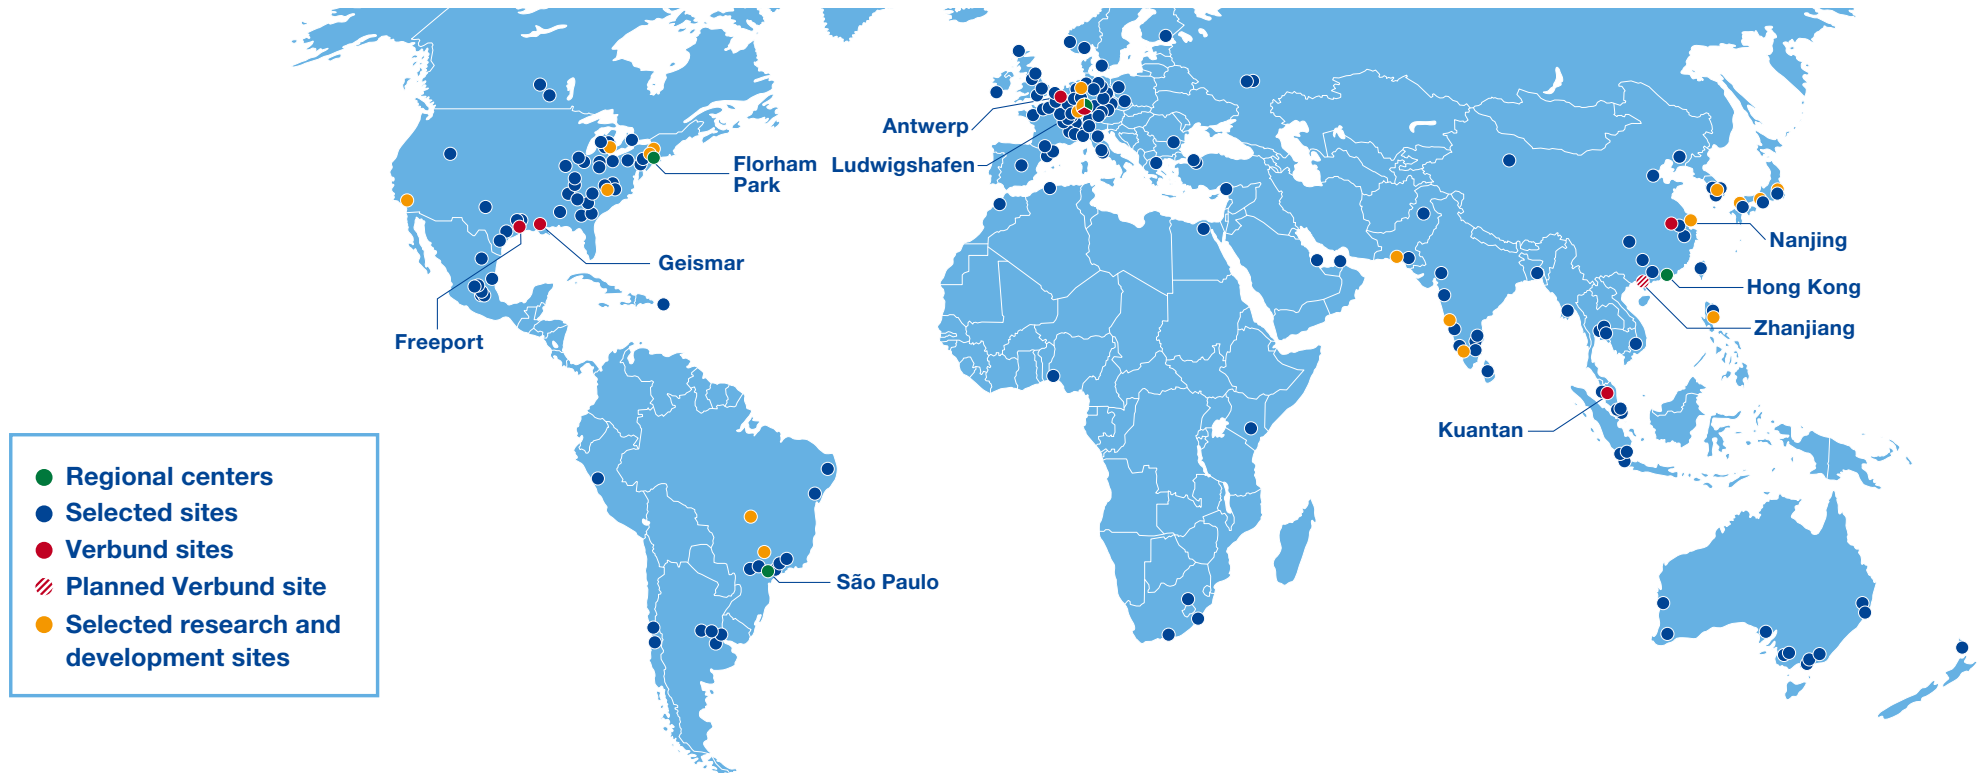 Antwerp
Ludwigshafen
Florham
Park
Geismar
Freeport
Nanjing
Hong Kong
Zhanjiang
Kuantan
São Paulo
Regional centers
Selected sites
Verbund sites
Planned Verbund site
Selected research and
development sites